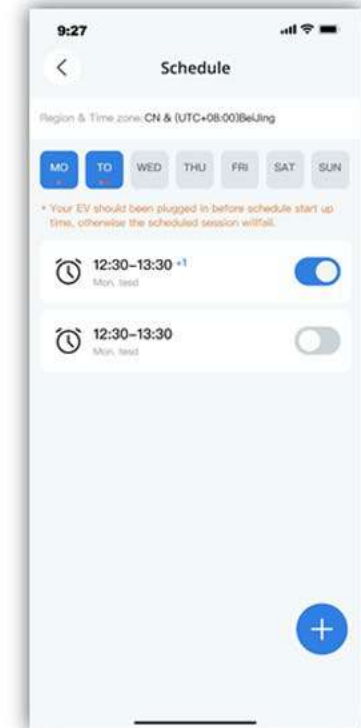 9:27
Schedule
Region & Time zone: CN & (UTC+08:00)BeiJing
MO TO WED THU FRI SAT SUN
* Your EV should been plugged in before schedule start up
time, otherwise the scheduled session willfail.
12:30–13:30 +1
Mon, tesd
12:30–13:30
Mon, tesd